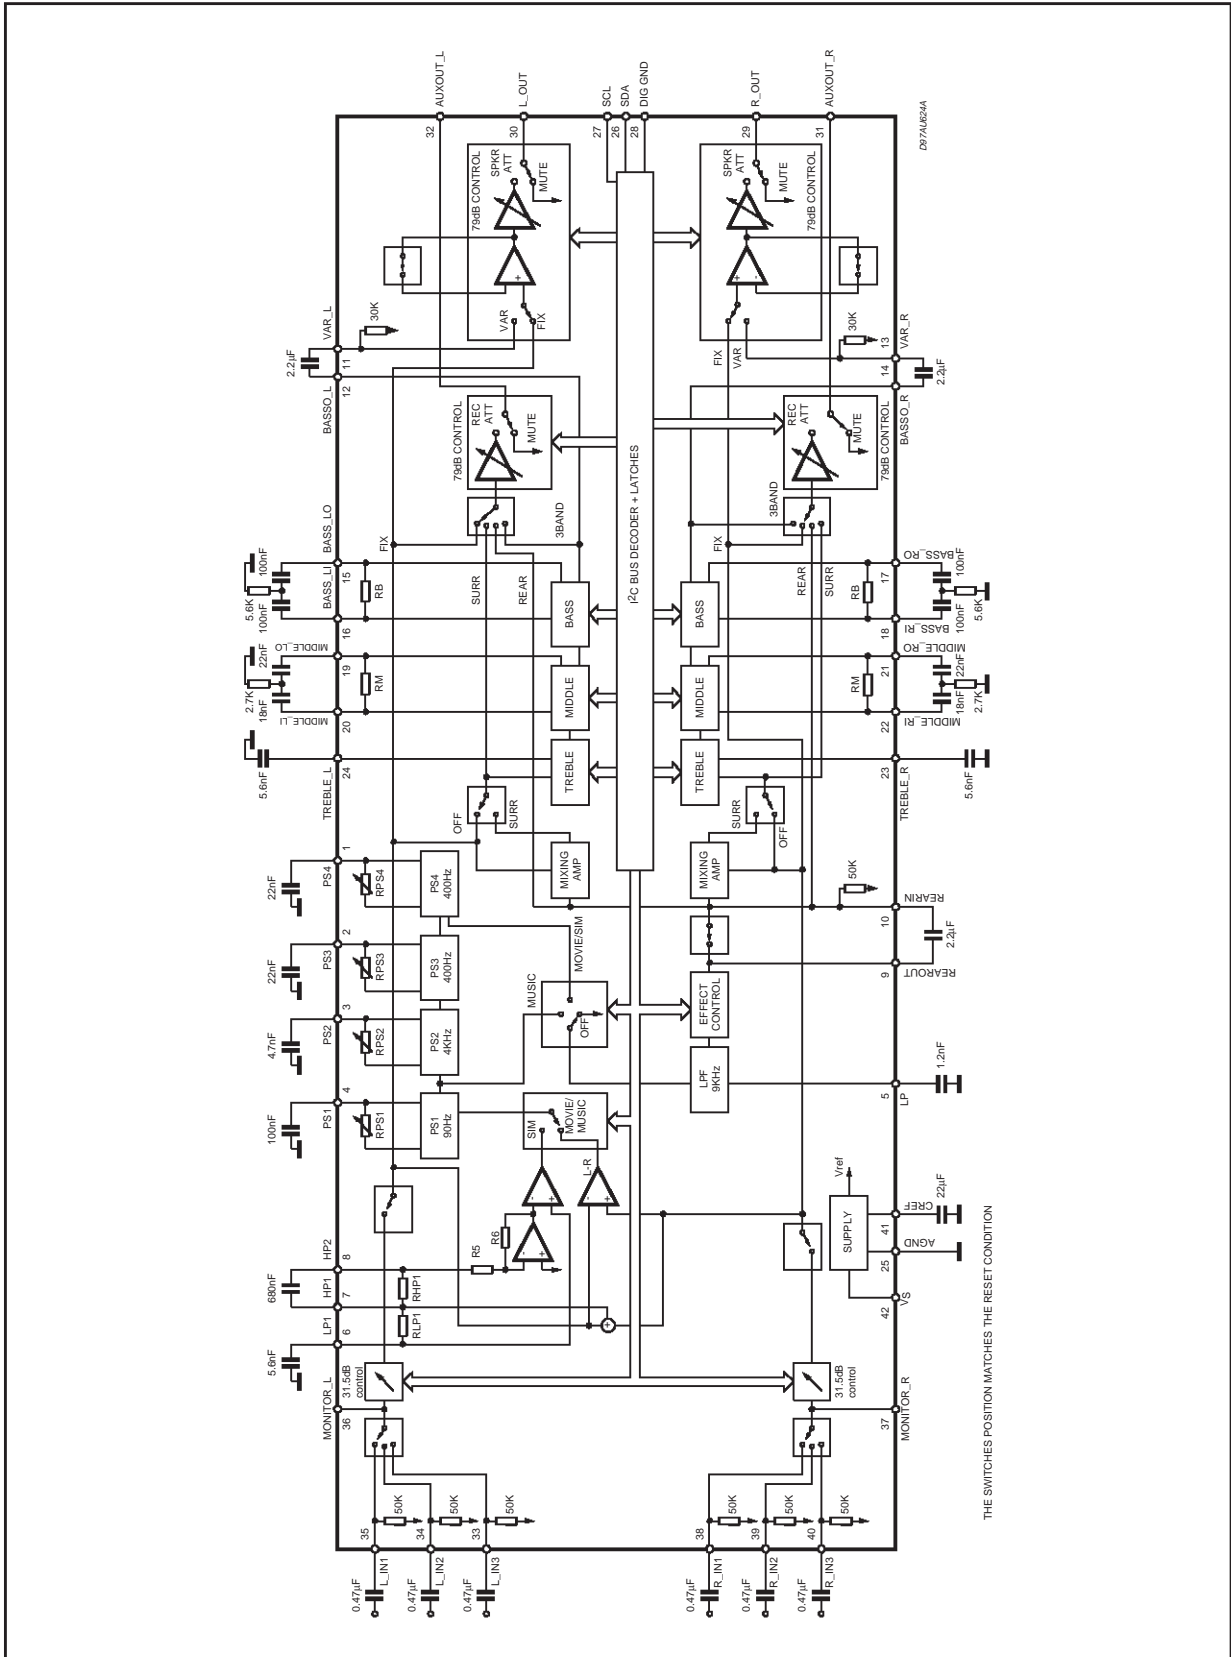 AUXOUT_L
32
L_OUT
30
SCL
27
SDA
26
DIG GND
28
R_OUT
29
AUXOUT_R
31
D97AU624A
79dB CONTROL
SPKR
ATT
MUTE
79dB CONTROL
SPKR
ATT
MUTE
VAR
FIX
FIX
VAR
2.2µF
VAR_L
11
30K
BASSO_L
12
30K
13
VAR_R
14
2.2µF
BASSO_R
79dB CONTROL
REC
ATT
MUTE
79dB CONTROL
REC
ATT
MUTE
I²C BUS DECODER + LATCHES
FIX
SURR
REAR
3BAND
3BAND
FIX
REAR
SURR
BASS_LO
15
100nF
5.6K
100nF
BASS_LI
16
RB
BASS
BASS
RB
17
BASS_RO
100nF
5.6K
100nF
18
BASS_RI
MIDDLE_LO
19
22nF
2.7K
18nF
MIDDLE_LI
20
RM
MIDDLE
MIDDLE
RM
21
MIDDLE_RO
22nF
2.7K
18nF
22
MIDDLE_RI
5.6nF
TREBLE_L
24
TREBLE
TREBLE
23
TREBLE_R
5.6nF
OFF
SURR
SURR
OFF
MIXING
AMP
MIXING
AMP
22nF
PS4
1
RPS4
PS4
400Hz
22nF
PS3
2
RPS3
PS3
400Hz
4.7nF
PS2
3
RPS2
PS2
4KHz
100nF
PS1
4
RPS1
PS1
90Hz
MOVIE/SIM
MUSIC
OFF
EFFECT
CONTROL
LPF
9KHz
50K
REARIN
10
2.2µF
9
REAROUT
5
LP
1.2nF
SIM
MOVIE/
MUSIC
L-R
R5
R6
680nF
HP2
8
HP1
7
RHP1
RLP1
LP1
6
5.6nF
SUPPLY
Vref
CREF
41
22µF
AGND
25
VS
42
31.5dB
control
31.5dB
control
MONITOR_L
36
MONITOR_R
37
35
50K
34
50K
33
50K
38
50K
39
50K
40
50K
L_IN1
0.47µF
L_IN2
0.47µF
L_IN3
0.47µF
R_IN1
0.47µF
R_IN2
0.47µF
R_IN3
0.47µF
THE SWITCHES POSITION MATCHES THE RESET CONDITION